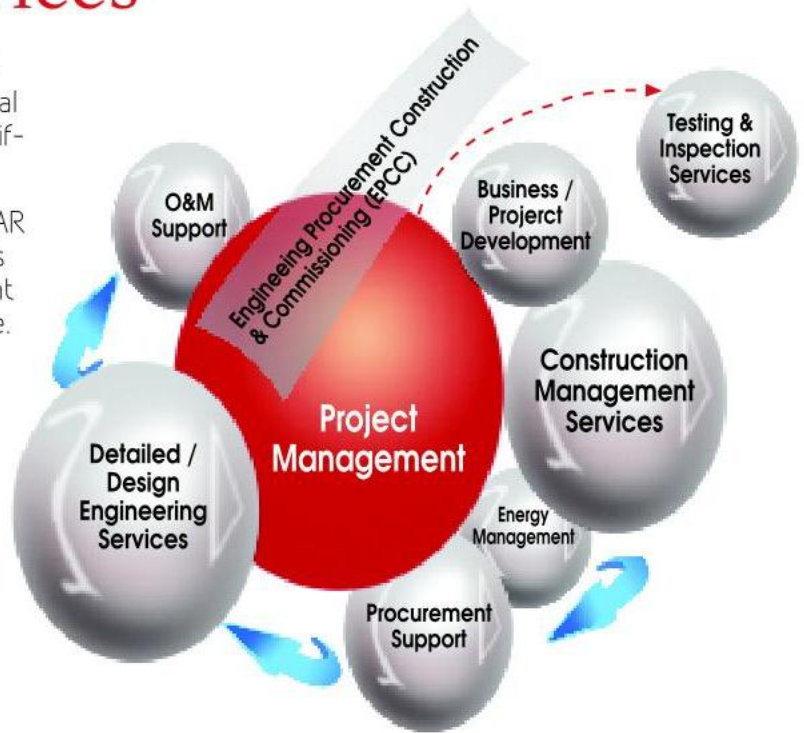 O&M
Support
Engineeing Procurement Construction
& Commissioning (EPCC)
Business /
Projerct
Development
Testing &
Inspection
Services
Project
Management
Construction
Management
Services
Detailed /
Design
Engineering
Services
Energy
Management
Procurement
Support